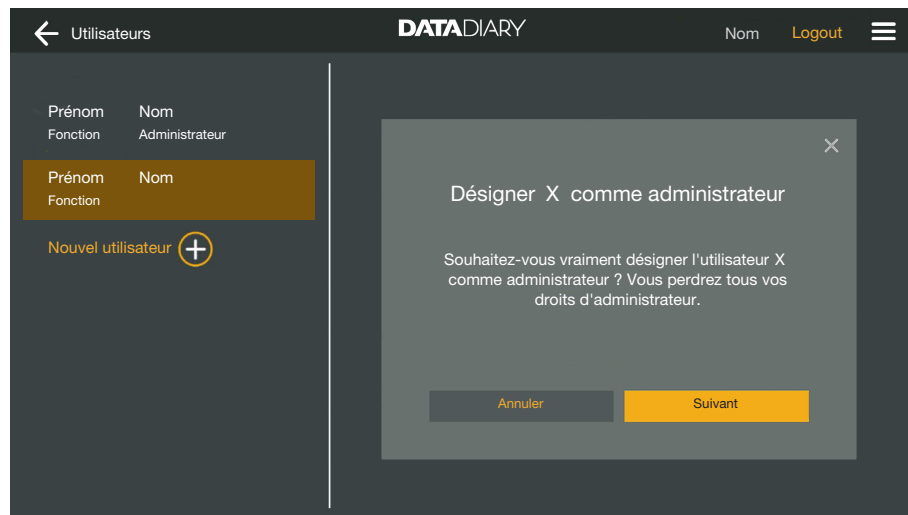 Utilisateurs
DATADIARY
Nom Logout
Prénom Nom
Fonction Administrateur
Prénom Nom
Fonction
Nouvel utilisateur
Désigner X comme administrateur
Souhaitez-vous vraiment désigner l'utilisateur X
comme administrateur ? Vous perdrez tous vos
droits d'administrateur.
Annuler Suivant